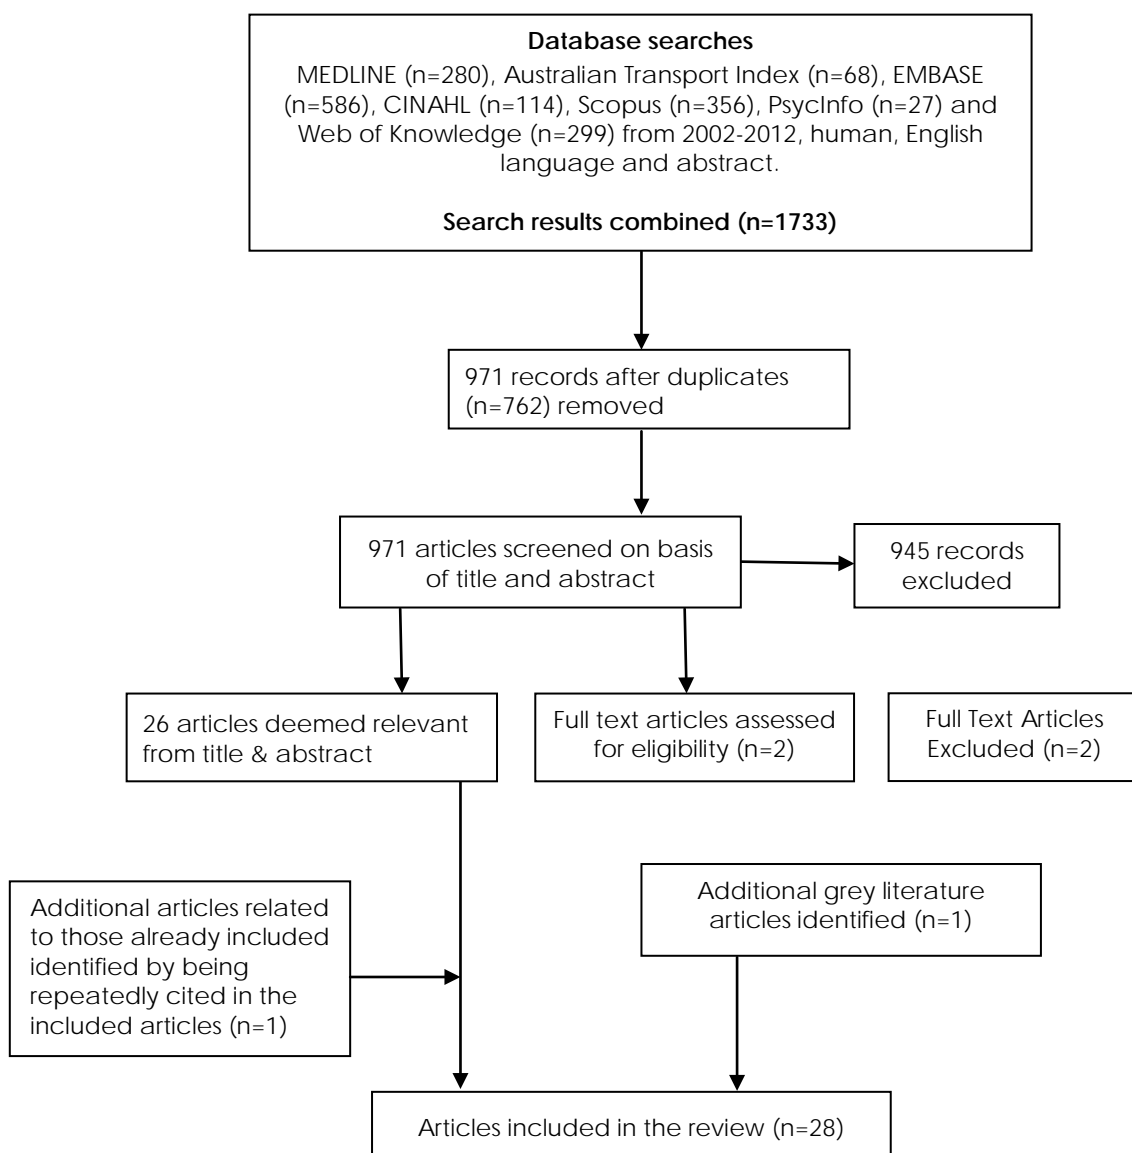 Database searches
MEDLINE (n=280), Australian Transport Index (n=68), EMBASE
(n=586), CINAHL (n=114), Scopus (n=356), PsycInfo (n=27) and
Web of Knowledge (n=299) from 2002-2012, human, English
language and abstract.
Search results combined (n=1733)
971 records after duplicates
(n=762) removed
971 articles screened on basis
of title and abstract
945 records
excluded
26 articles deemed relevant
from title & abstract
Full text articles assessed
for eligibility (n=2)
Full Text Articles
Excluded (n=2)
Additional articles related
to those already included
identified by being
repeatedly cited in the
included articles (n=1)
Additional grey literature
articles identified (n=1)
Articles included in the review (n=28)